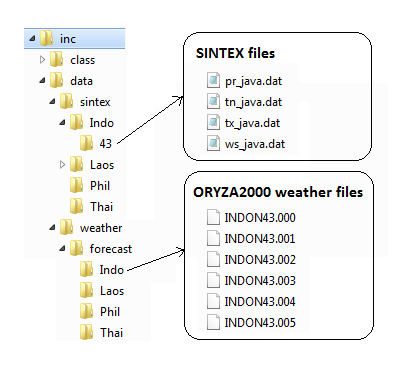 inc
class
data
sintex
Indo
43
Laos
Phil
Thai
weather
forecast
Indo
Laos
Phil
Thai
SINTEX files
pr_java.dat
tn_java.dat
tx_java.dat
ws_java.dat
ORYZA2000 weather files
INDON43.000
INDON43.001
INDON43.002
INDON43.003
INDON43.004
INDON43.005